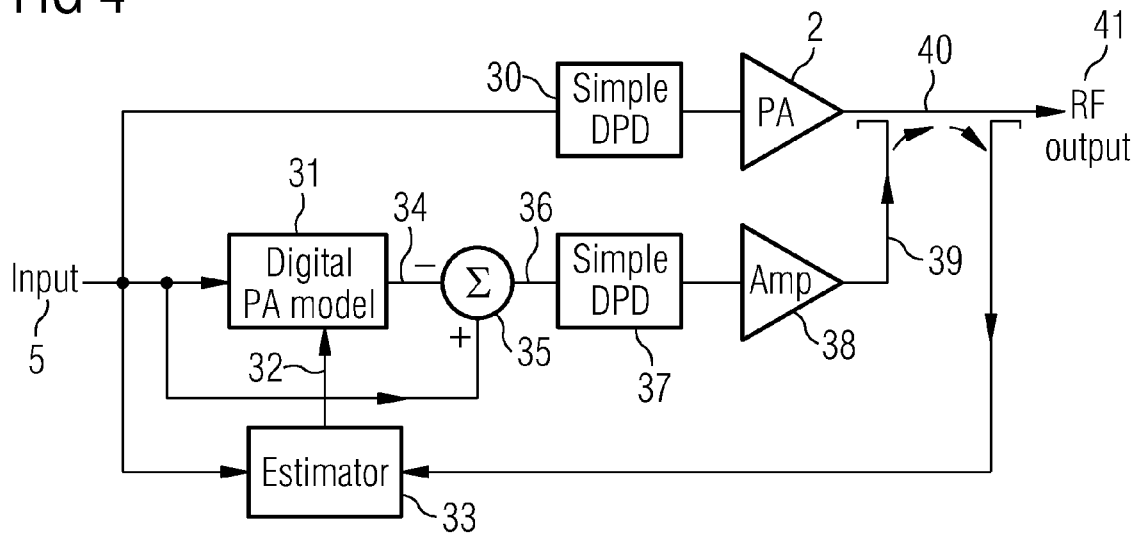 FIG 4
2
41
40
30
Simple
DPD
PA
RF
output
31
34
36
39
Digital
PA model
−
Σ
Simple
DPD
Amp
Input
5
32
+
35
37
38
Estimator
33